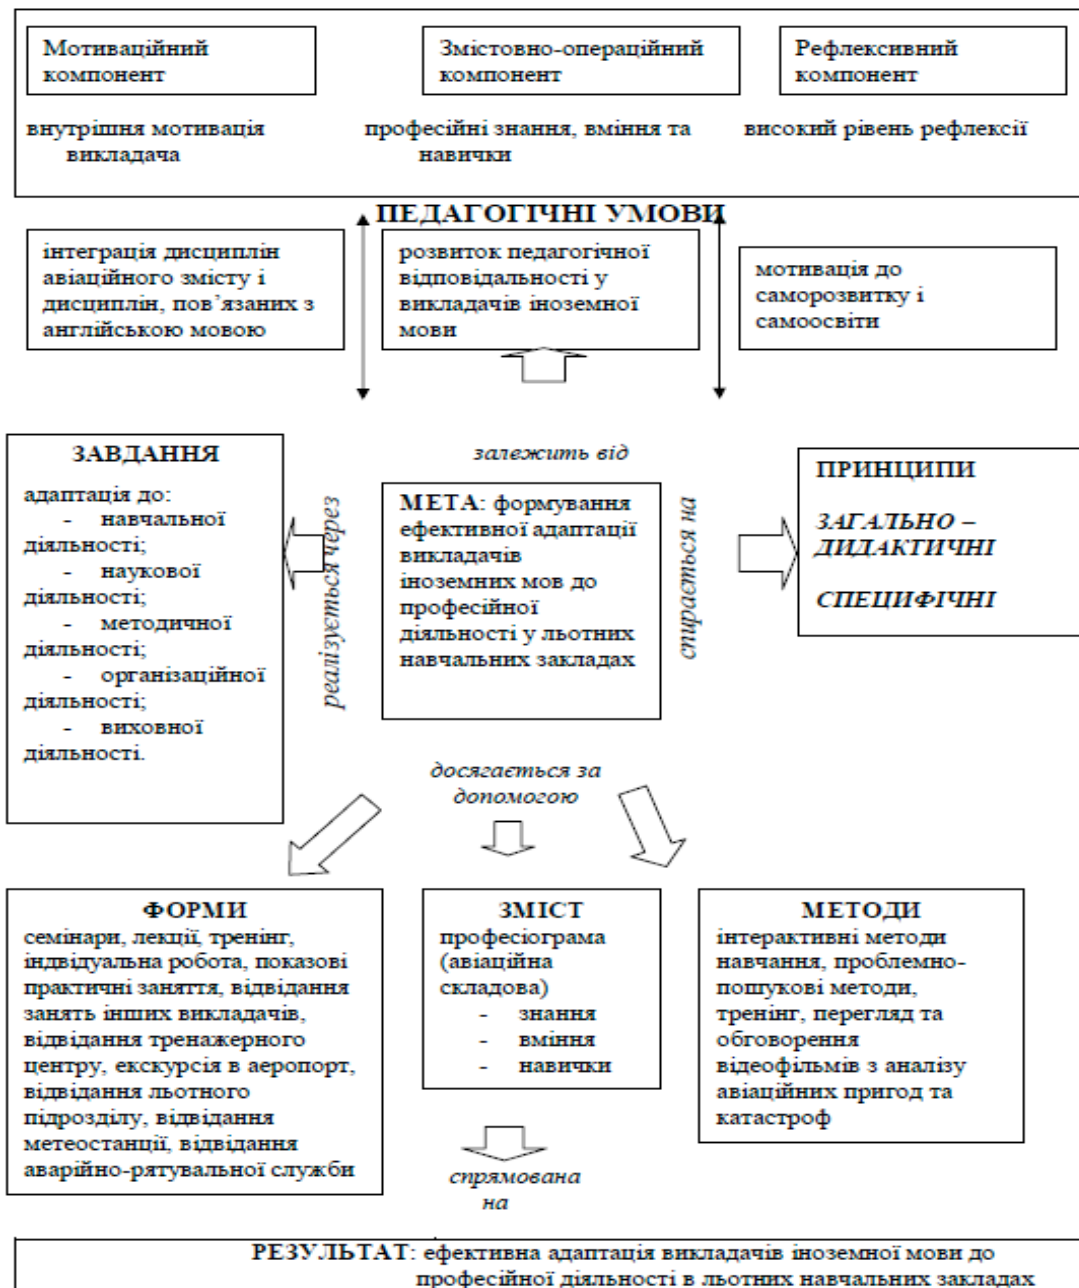 Мотиваційний
компонент
Змістовно-операційний
компонент
Рефлексивний
компонент
внутрішня мотивація
викладача
професійні знання, вміння та
навички
високий рівень рефлексії
ПЕДАГОГІЧНІ УМОВИ
інтеграція дисциплін
авіаційного змісту і
дисциплін, пов’язаних з
англійською мовою
розвиток педагогічної
відповідальності у
викладачів іноземної
мови
мотивація до
саморозвитку і
самоосвіти
ЗАВДАННЯ
адаптація до:
- навчальної
діяльності;
- наукової
діяльності;
- методичної
діяльності;
- організаційної
діяльності;
- виховної
діяльності.
реалізується через
залежить від
МЕТА: формування
ефективної адаптації
викладачів
іноземних мов до
професійної
діяльності у льотних
навчальних закладах
спирається на
ПРИНЦИПИ
ЗАГАЛЬНО –
ДИДАКТИЧНІ
СПЕЦИФІЧНІ
досягається за
допомогою
ФОРМИ
семінари, лекції, тренінг,
індвідуальна робота, показові
практичні заняття, відвідання
занять інших викладачів,
відвідання тренажерного
центру, екскурсія в аеропорт,
відвідання льотного
підрозділу, відвідання
метеостанції, відвідання
аварійно-рятувальної служби
ЗМІСТ
професіограма
(авіаційна
складова)
- знання
- вміння
- навички
МЕТОДИ
інтерактивні методи
навчання, проблемно-
пошукові методи,
тренінг, перегляд та
обговорення
відеофільмів з аналізу
авіаційних пригод та
катастроф
спрямована
на
РЕЗУЛЬТАТ: ефективна адаптація викладачів іноземної мови до
професійної діяльності в льотних навчальних закладах